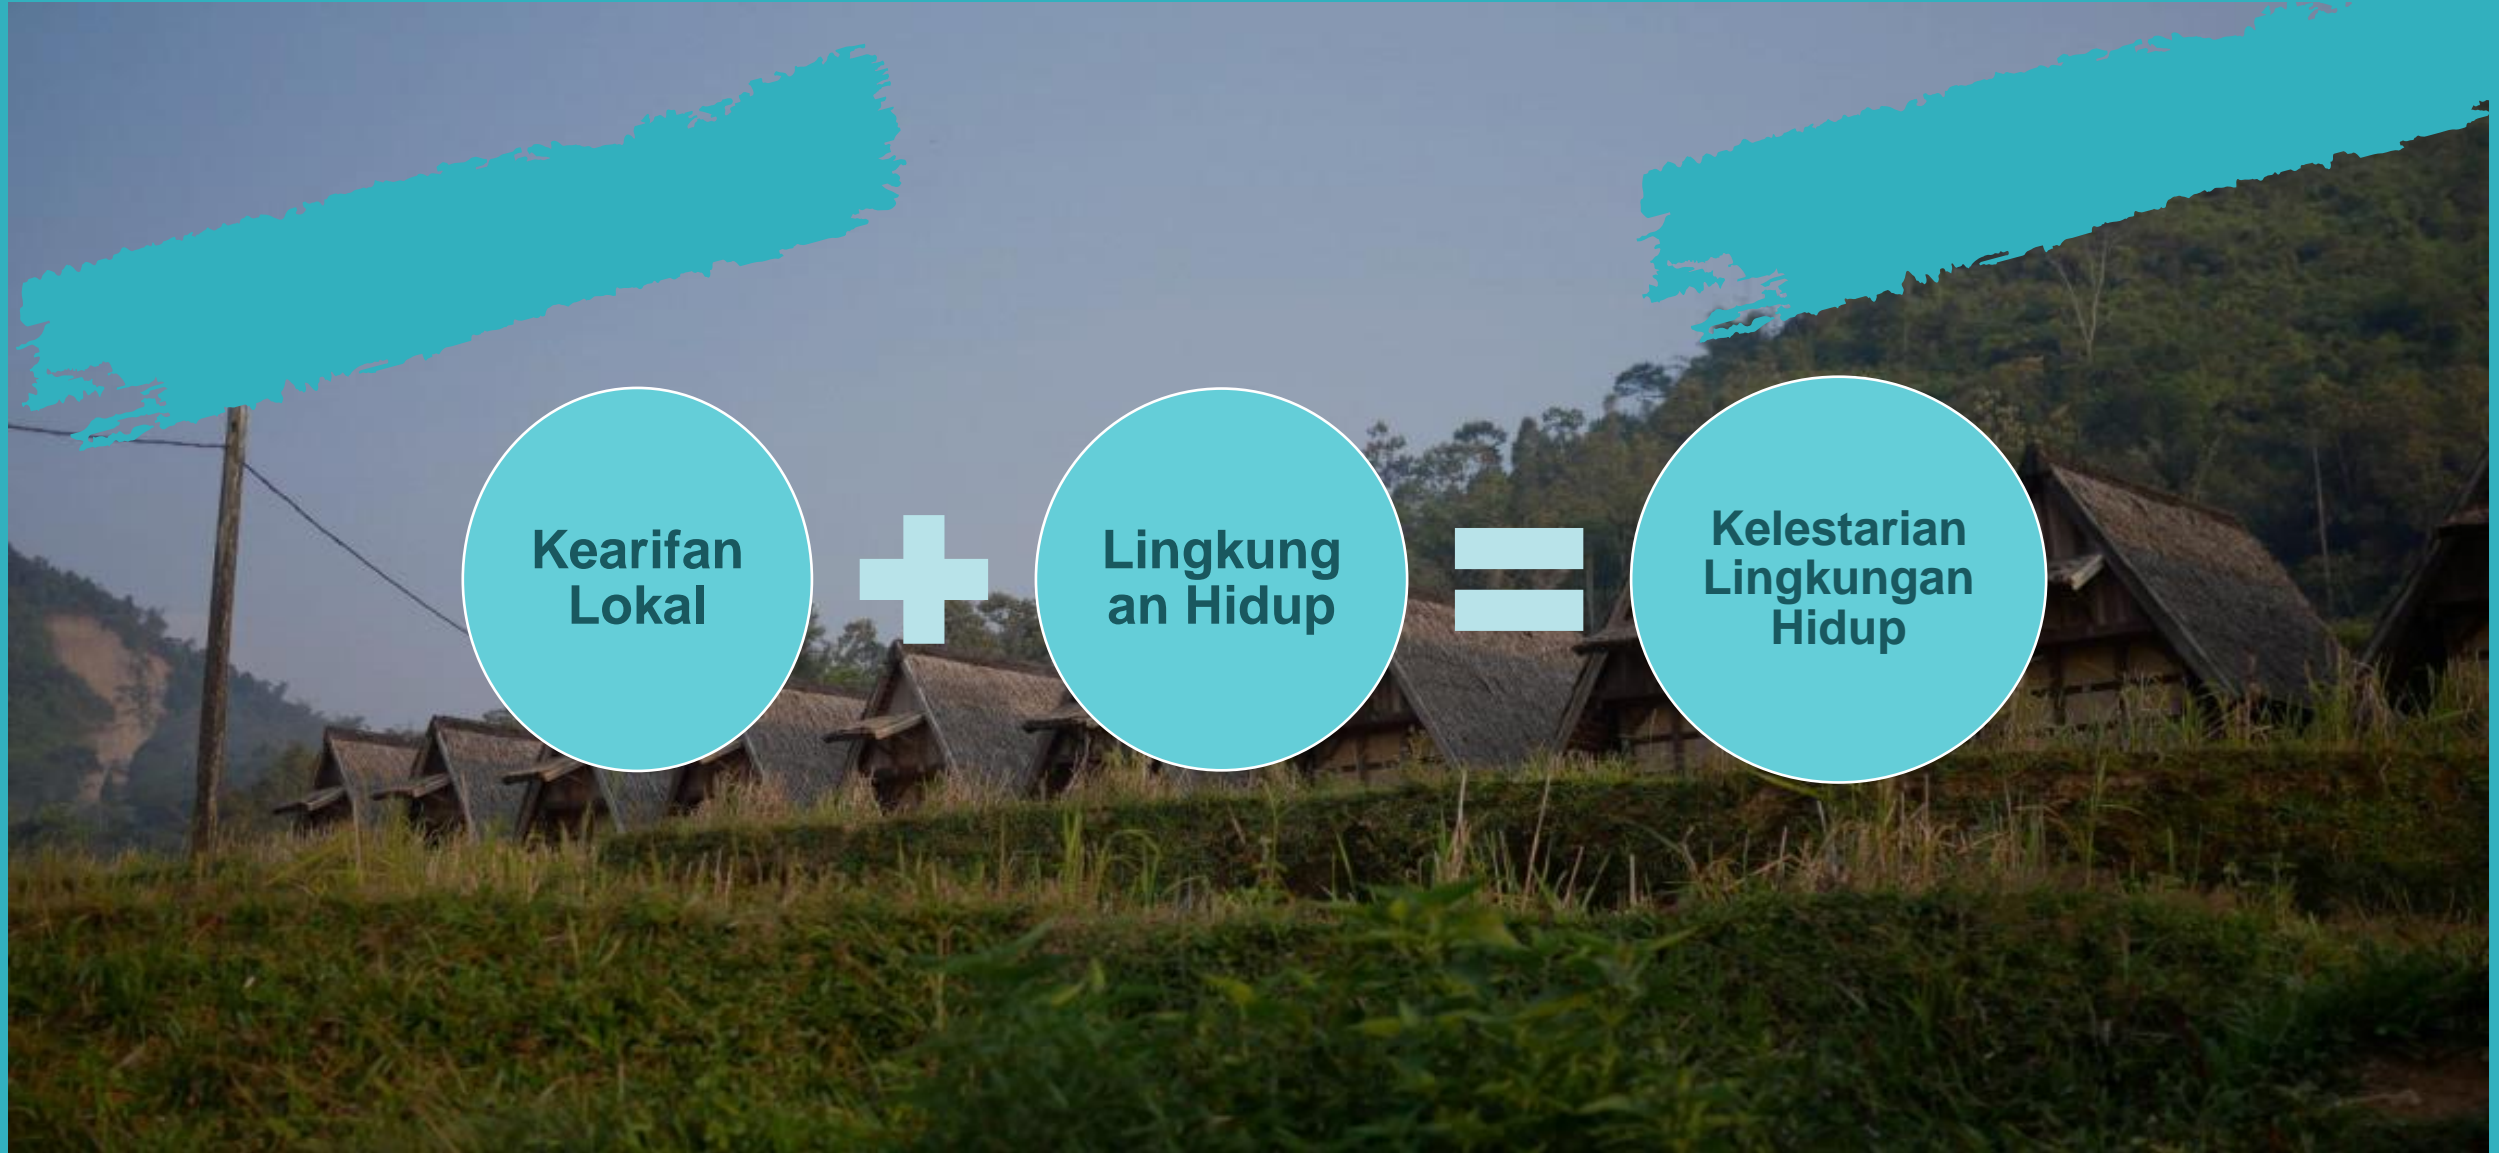 Kearifan
Lokal
Lingkung
an Hidup
Kelestarian
Lingkungan
Hidup